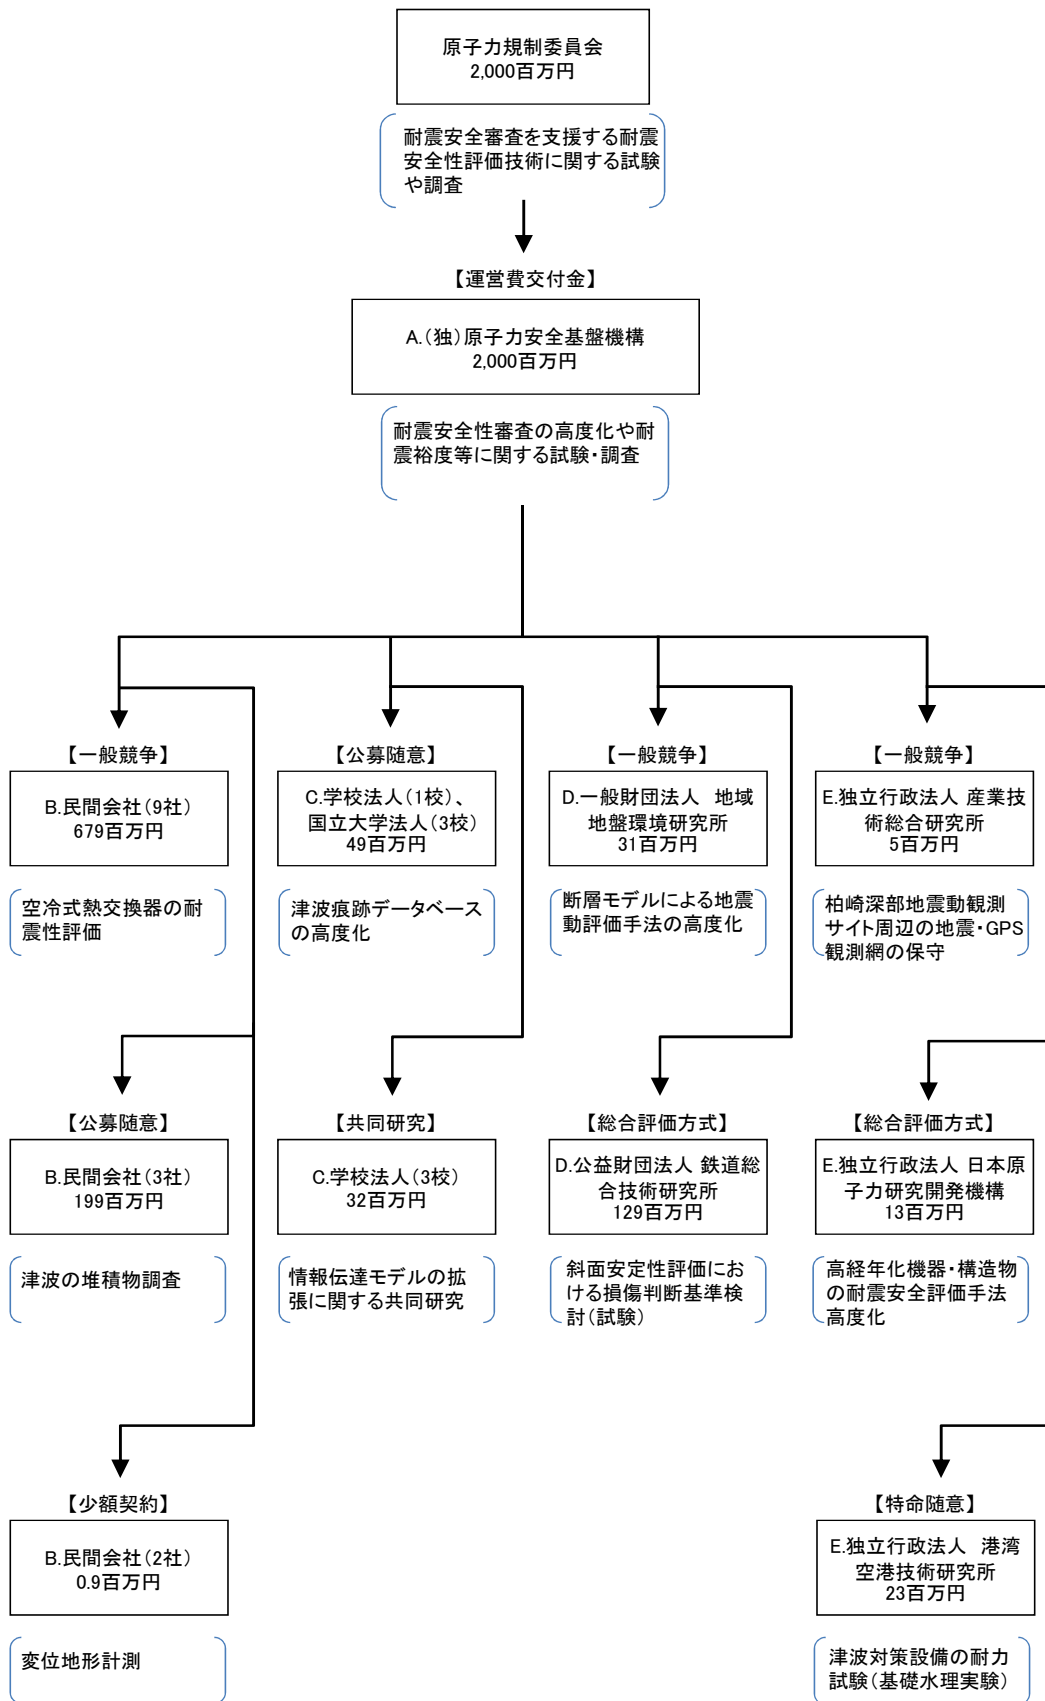 原子力規制委員会
2,000百万円
耐震安全審査を支援する耐震
安全性評価技術に関する試験
や調査
【運営費交付金】
A.(独)原子力安全基盤機構
2,000百万円
耐震安全性審査の高度化や耐
震裕度等に関する試験・調査
【一般競争】
B.民間会社(9社)
679百万円
空冷式熱交換器の耐
震性評価
【公募随意】
C.学校法人(1校)、
国立大学法人(3校)
49百万円
津波痕跡データベース
の高度化
【一般競争】
D.一般財団法人 地域
地盤環境研究所
31百万円
断層モデルによる地震
動評価手法の高度化
【一般競争】
E.独立行政法人 産業技
術総合研究所
5百万円
柏崎深部地震動観測
サイト周辺の地震・GPS
観測網の保守
【公募随意】
B.民間会社(3社)
199百万円
津波の堆積物調査
【共同研究】
C.学校法人(3校)
32百万円
情報伝達モデルの拡
張に関する共同研究
【総合評価方式】
D.公益財団法人 鉄道総
合技術研究所
129百万円
斜面安定性評価にお
ける損傷判断基準検
討(試験)
【総合評価方式】
E.独立行政法人 日本原
子力研究開発機構
13百万円
高経年化機器・構造物
の耐震安全評価手法
高度化
【少額契約】
B.民間会社(2社)
0.9百万円
変位地形計測
【特命随意】
E.独立行政法人 港湾
空港技術研究所
23百万円
津波対策設備の耐力
試験(基礎水理実験)